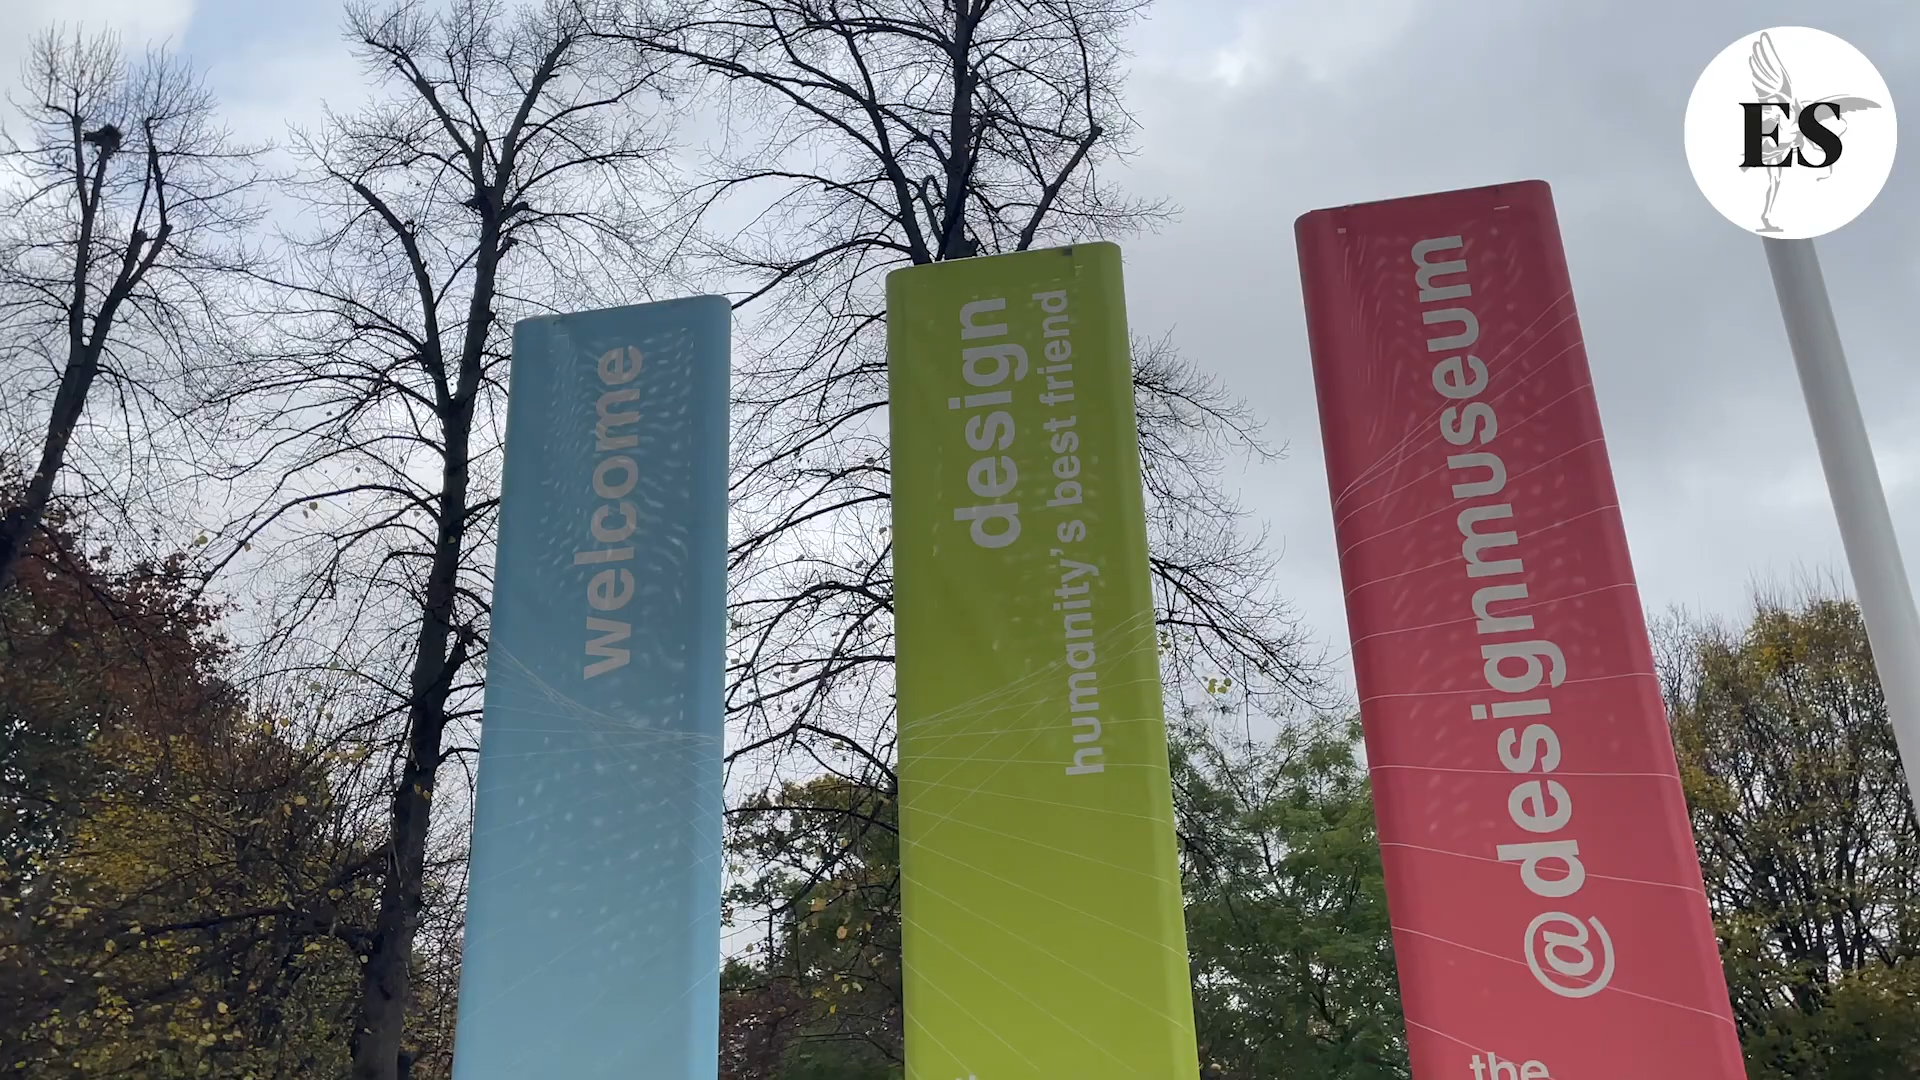 welcome
design
humanity's best friend
@designmuseum
the
ES